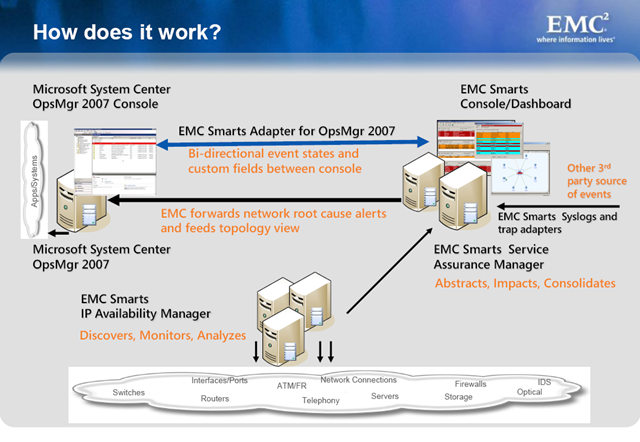 How does it work?
EMC²
where information lives®
Microsoft System Center
OpsMgr 2007 Console
EMC Smarts
Console/Dashboard
EMC Smarts Adapter for OpsMgr 2007
Bi-directional event states and
custom fields between console
Apps/Systems
Other 3rd
party source
of events
EMC forwards network root cause alerts
and feeds topology view
EMC Smarts Syslogs and
trap adapters
Microsoft System Center
OpsMgr 2007
EMC Smarts Service
Assurance Manager
Abstracts, Impacts, Consolidates
EMC Smarts
IP Availability Manager
Discovers, Monitors, Analyzes
Switches
Interfaces/Ports
Routers
ATM/FR
Telephony
Network Connections
Servers
Firewalls
Storage
IDS
Optical